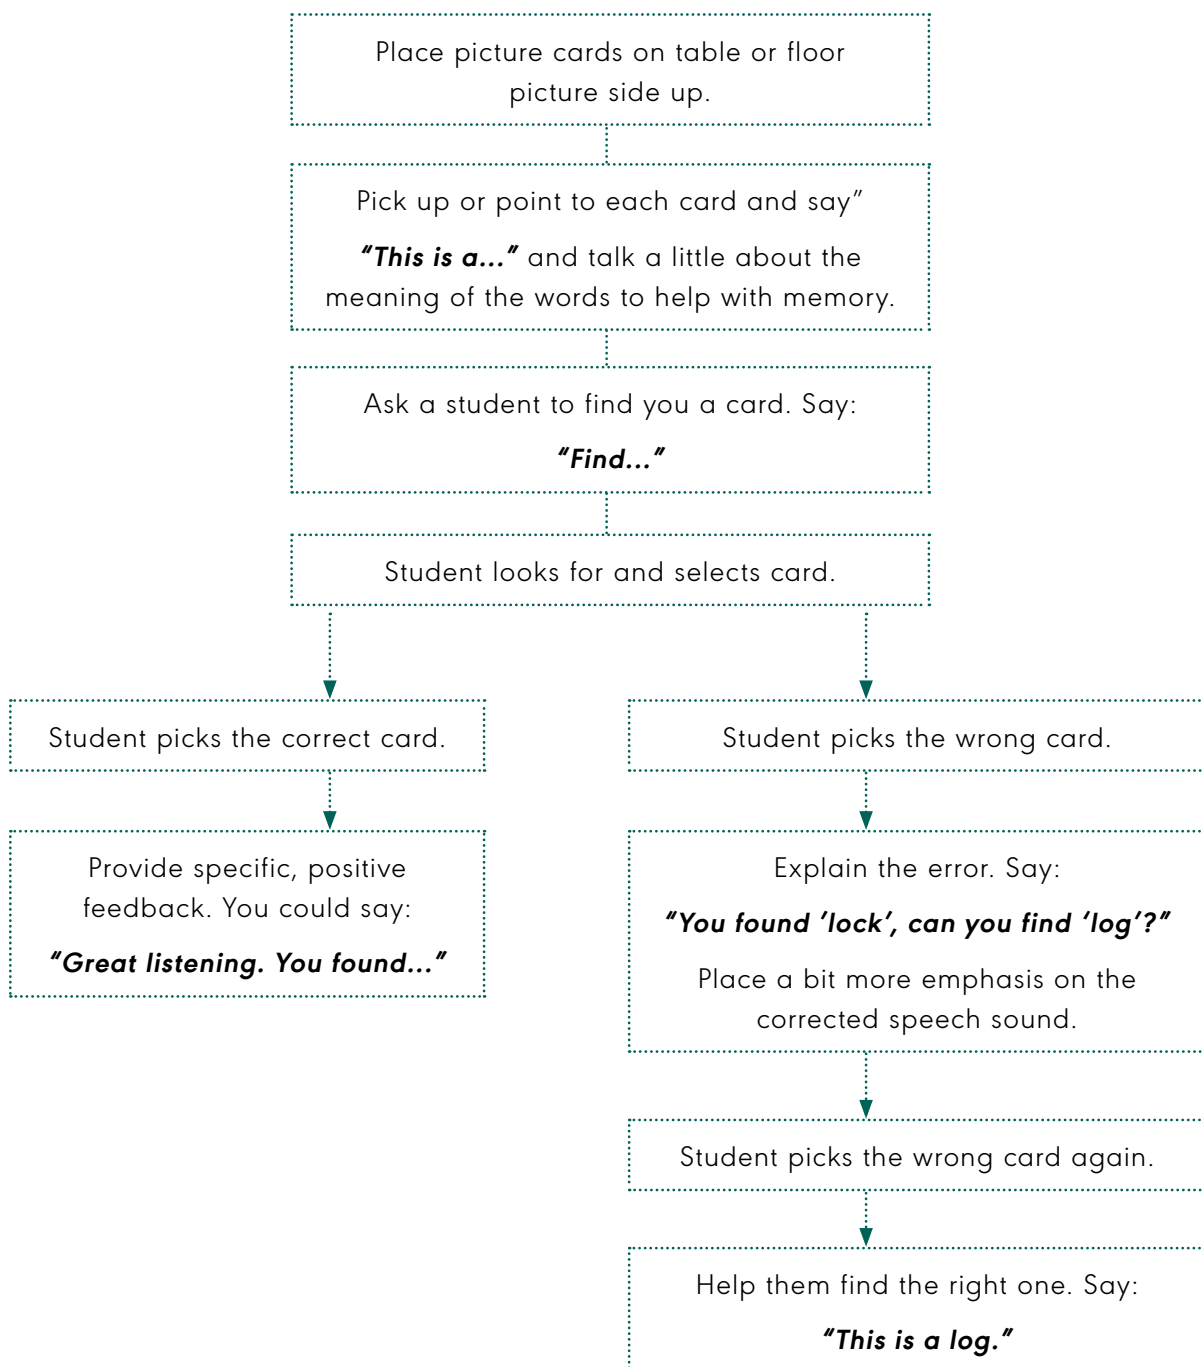 Place picture cards on table or floor
picture side up.
Pick up or point to each card and say”
“This is a...” and talk a little about the
meaning of the words to help with memory.
Ask a student to find you a card. Say:
“Find...”
Student looks for and selects card.
Student picks the correct card.
Provide specific, positive
feedback. You could say:
“Great listening. You found...”
Student picks the wrong card.
Explain the error. Say:
“You found ‘lock’, can you find ‘log’?”
Place a bit more emphasis on the
corrected speech sound.
Student picks the wrong card again.
Help them find the right one. Say:
“This is a log.”